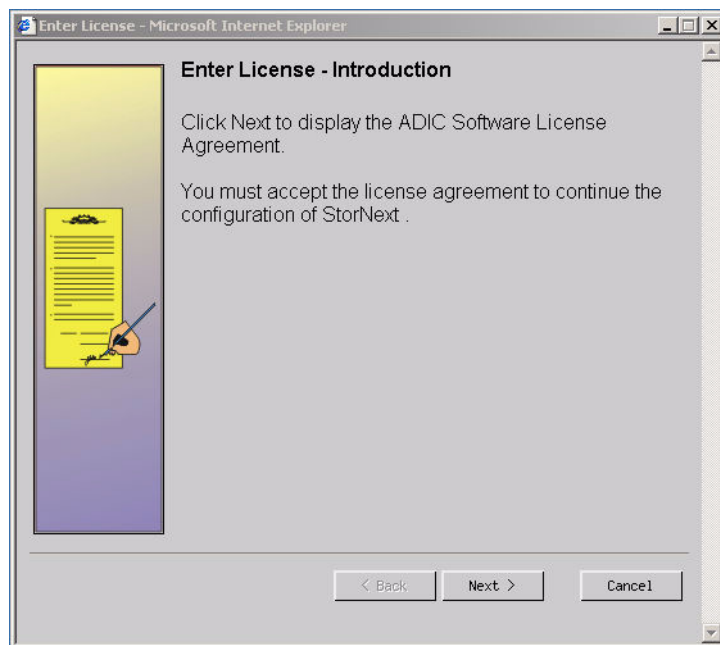 Enter License - Microsoft Internet Explorer
Enter License - Introduction
Click Next to display the ADIC Software License
Agreement.
You must accept the license agreement to continue the
configuration of StorNext .
< Back
Next >
Cancel